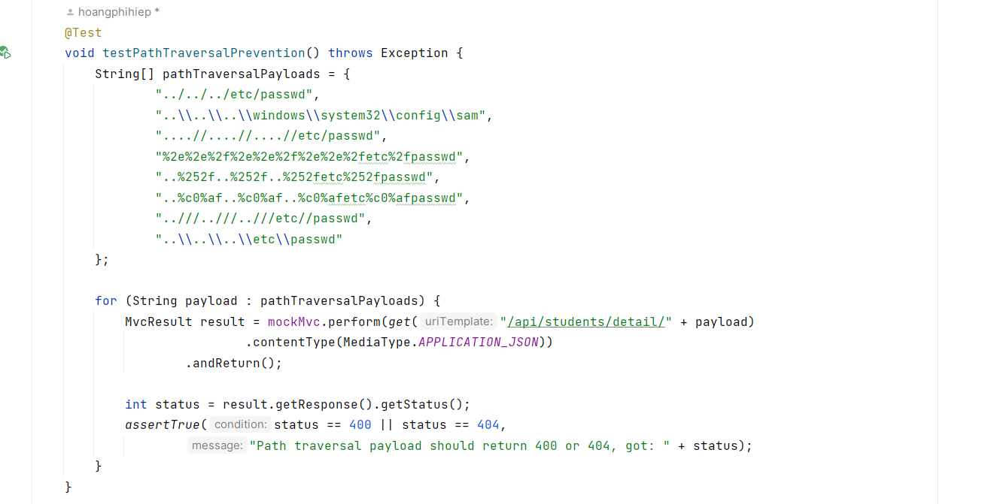 hoangphihiep *
@Test
void testPathTraversalPrevention() throws Exception {
String[] pathTraversalPayloads = {
"../../../etc/passwd",
"..\\..\\..\\windows\\system32\\config\\sam",
"....//....//....//etc/passwd",
"%2e%2e%2f%2e%2e%2f%2e%2e%2fetc%2fpasswd",
"..%252f..%252f..%252fetc%252fpasswd",
"..%c0%af..%c0%af..%c0%afetc%c0%afpasswd",
"..///..///..///etc//passwd",
"..\\..\\..\\etc\\passwd"
};
for (String payload : pathTraversalPayloads) {
MvcResult result = mockMvc.perform(get( uriTemplate: "/api/students/detail/" + payload)
.contentType(MediaType.APPLICATION_JSON))
.andReturn();
int status = result.getResponse().getStatus();
assertTrue( condition: status == 400 || status == 404,
message: "Path traversal payload should return 400 or 404, got: " + status);
}
}